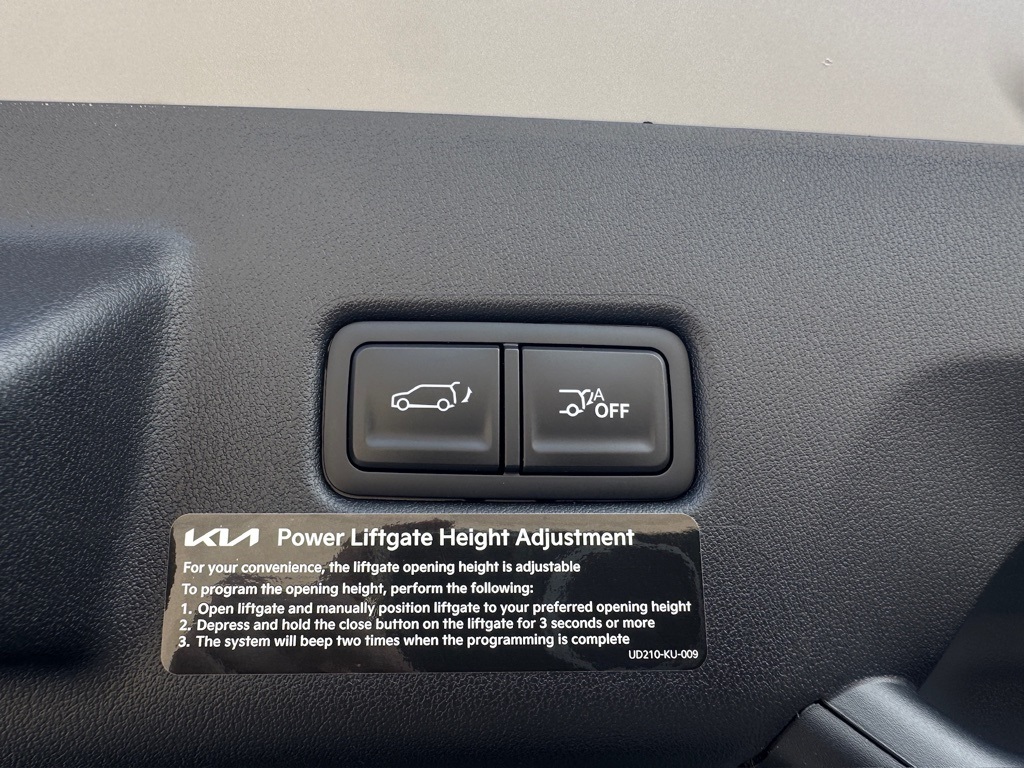 A
OFF
KIA Power Liftgate Height Adjustment
For your convenience, the liftgate opening height is adjustable
To program the opening height, perform the following:
1. Open liftgate and manually position liftgate to your preferred opening height
2. Depress and hold the close button on the liftgate for 3 seconds or more
3. The system will beep two times when the programming is complete
UD210-KU-009